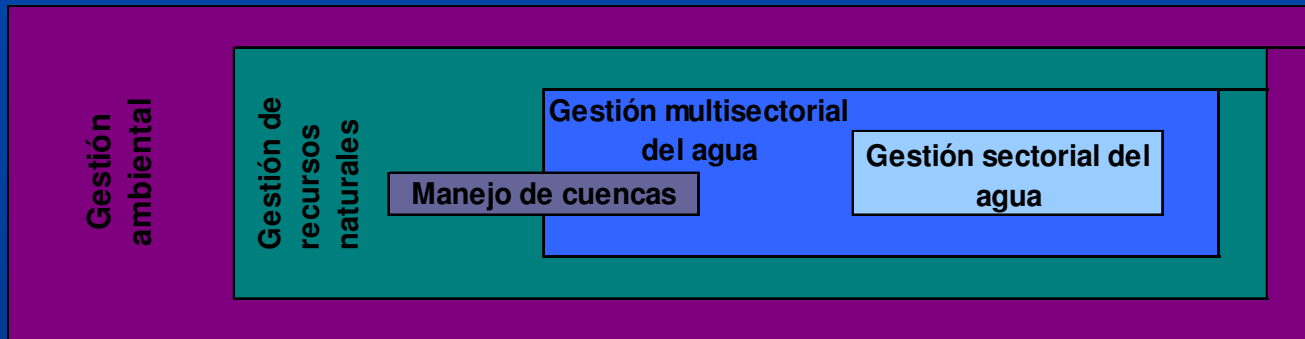 Gestión
ambiental
Gestión de
recursos
naturales
Gestión multisectorial
del agua
Manejo de cuencas
Gestión sectorial del
agua